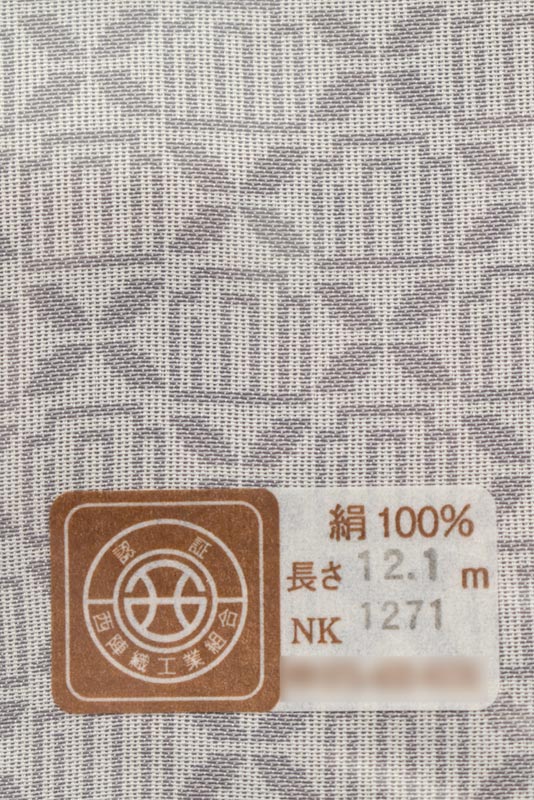 認証
西陣織工業組合
絹 100%
長さ 12.1 m
NK 1271